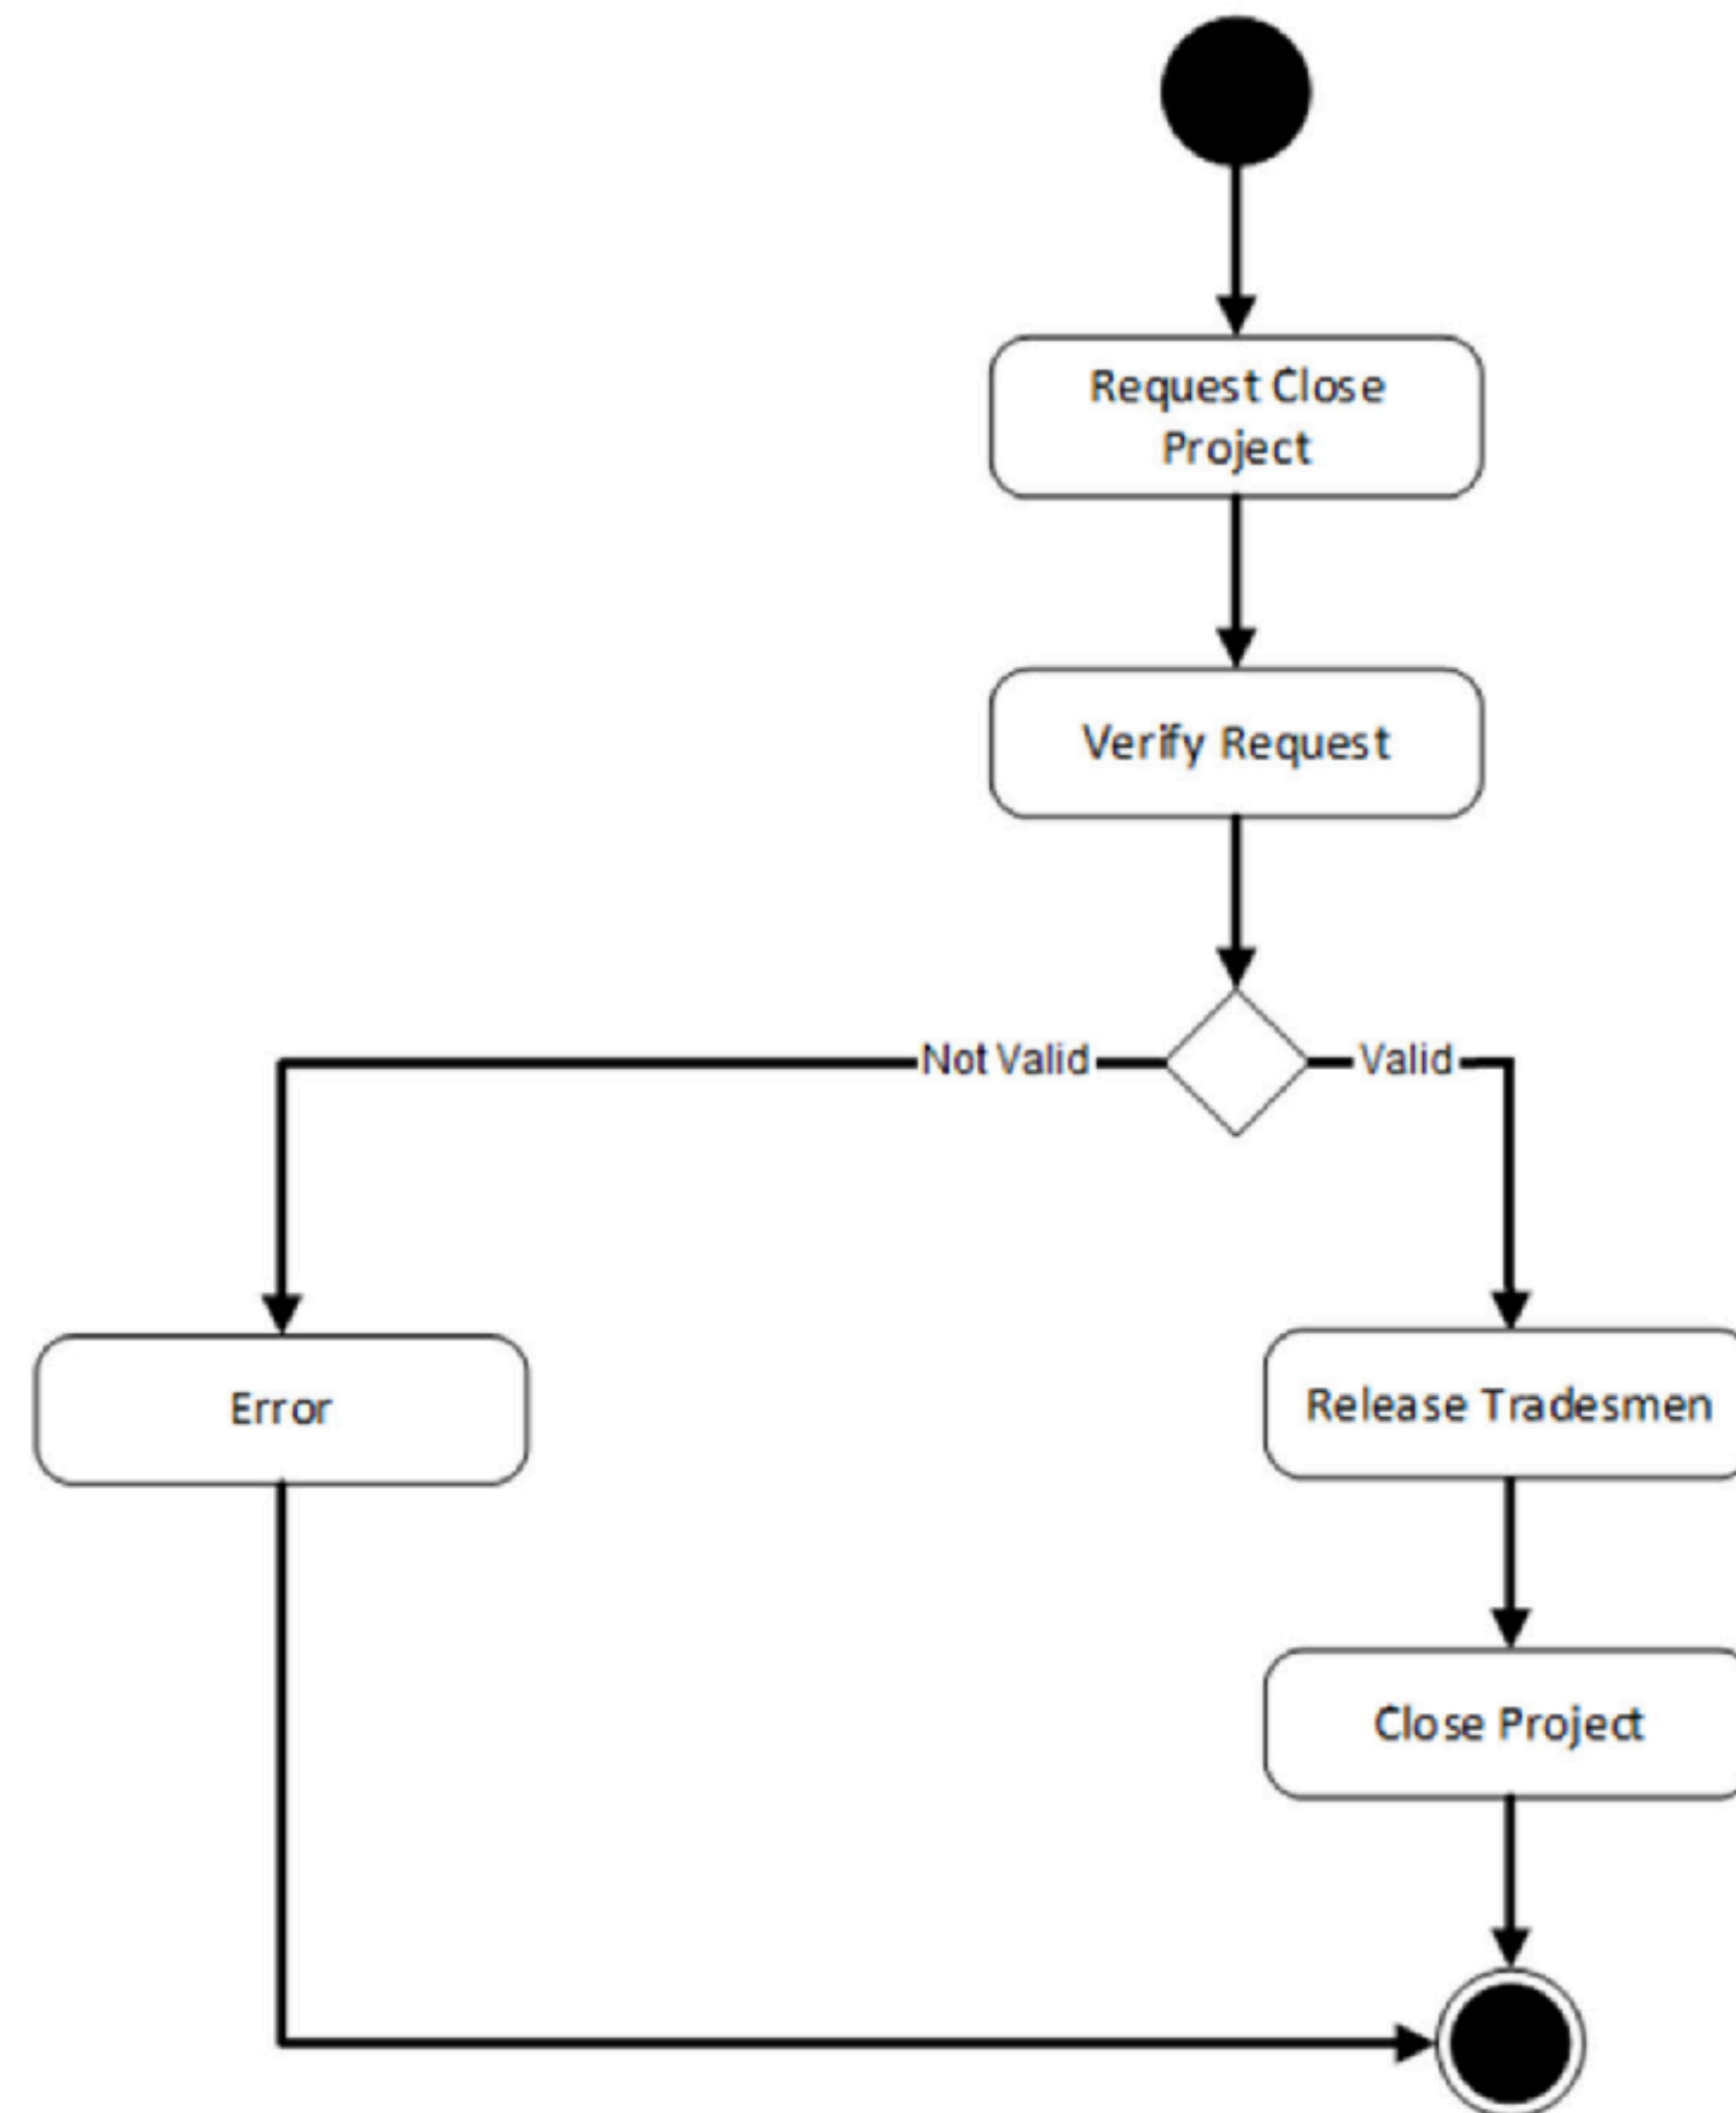 Request Close
Project
Verify Request
Not Valid
Valid
Error
Release Tradesmen
Close Project